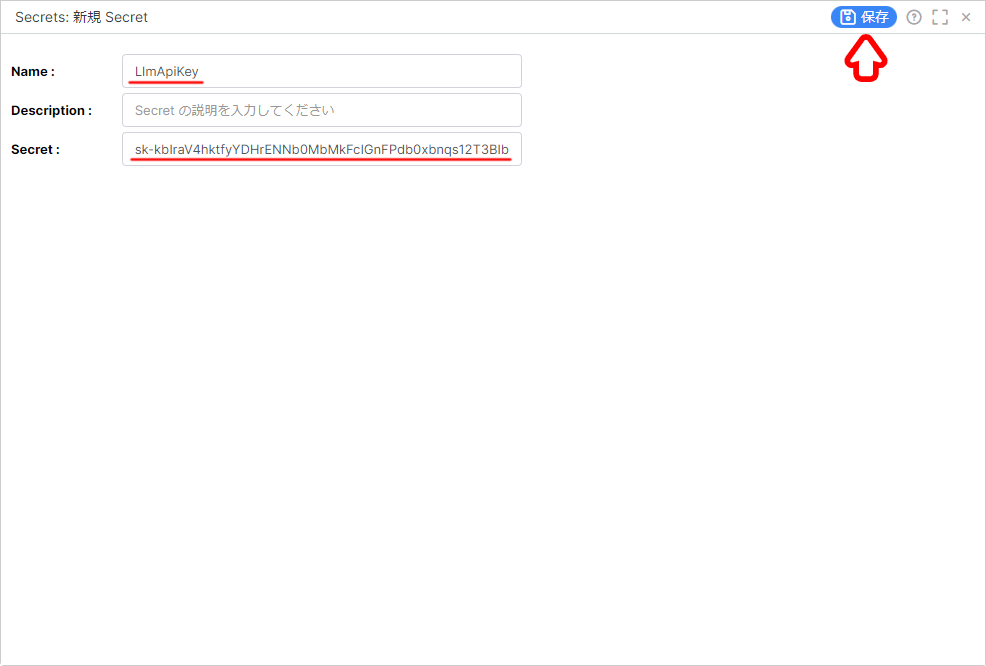 Secrets: 新規 Secret
保存
Name :
LlmApiKey
Description :
Secret の説明を入力してください
Secret :
sk-kbIraV4hktfyYDHrENNb0MbMkFcIGnFPdb0xbnqs12T3BIb